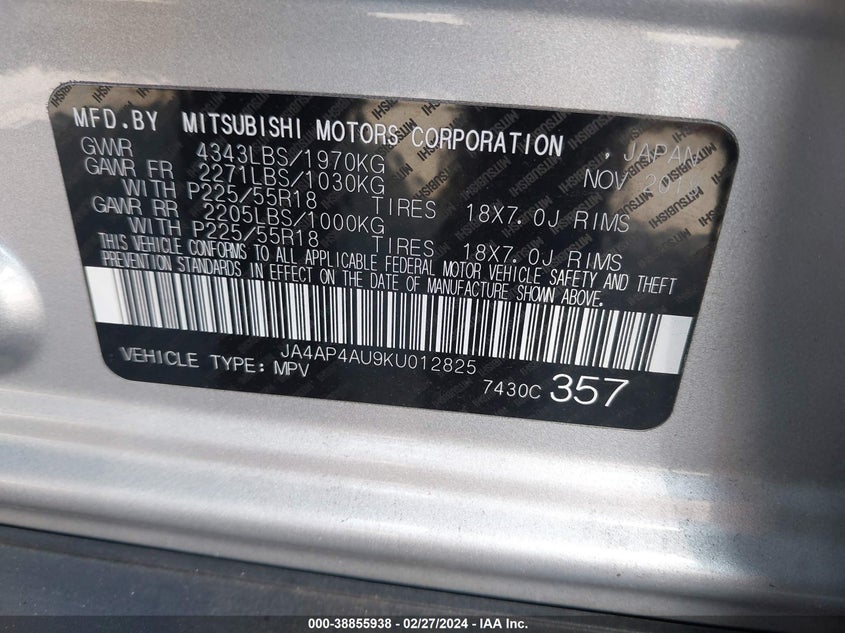 MFD.BY MITSUBISHI MOTORS CORPORATION , JAPAN
GVWR 4343LBS/1970KG NOV
GAWR FR 2271LBS/1030KG
WITH P225/55R18 TIRES 18X7.0J RIMS
GAWR RR 2205LBS/1000KG
WITH P225/55R18 TIRES 18X7.0J RIMS
THIS VEHICLE CONFORMS TO ALL APPLICABLE FEDERAL MOTOR VEHICLE SAFETY AND THEFT
PREVENTION STANDARDS IN EFFECT ON THE DATE OF MANUFACTURE SHOWN ABOVE.
JA4AP4AU9KU012825
VEHICLE TYPE: MPV
7430C 357
000-38855938 - 02/27/2024 - IAA Inc.